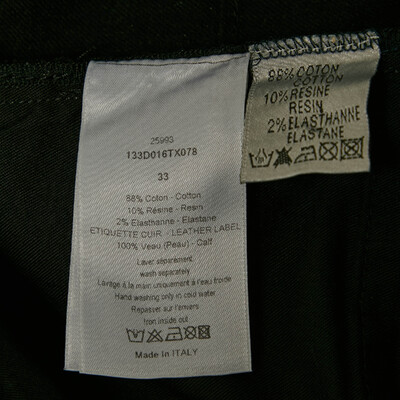 25993
133D016TX078
33
88% Coton - Cotton
10% Résine - Resin
2% Elasthanne - Elastane
ETIQUETTE CUIR - LEATHER LABEL
100% Veau (Peau) - Calf
Laver séparément
wash separately
Lavage à la main uniquement à l'eau froide
Hand washing only in cold water
Repasser sur l'envers
Iron inside out
Made In ITALY
88% COTON
COTTON
10% RESINE
RESIN
2% ELASTHANNE
ELASTANE